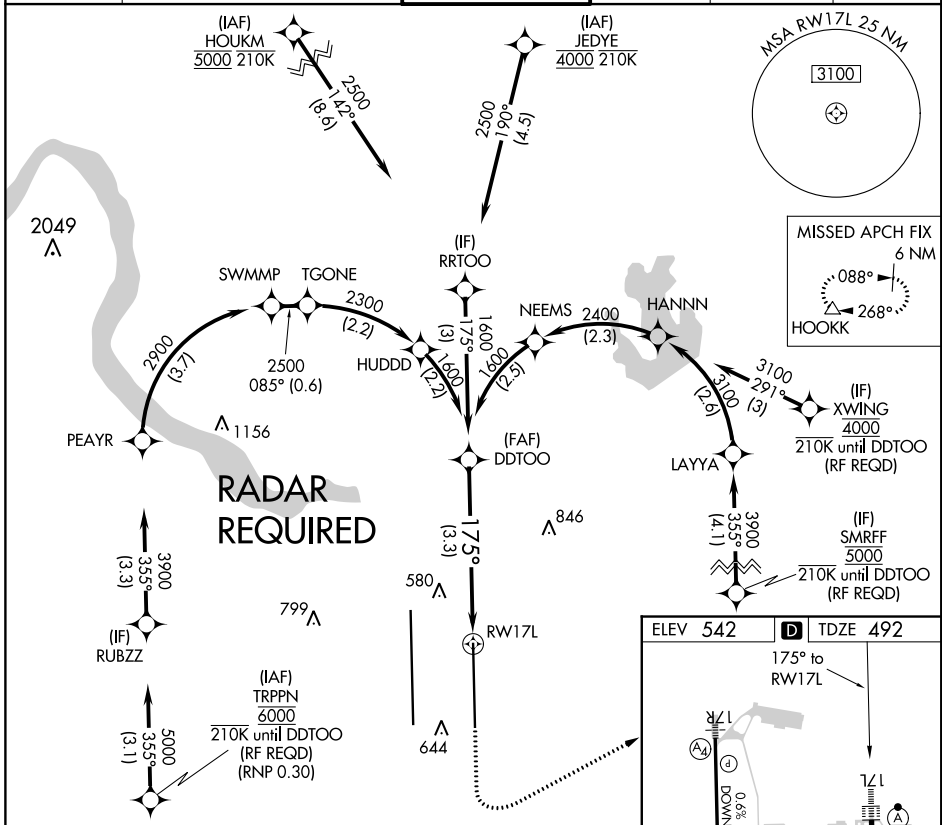 (IAF)
HOUKM
5000 210K
2500
142°
(8.6)
(IAF)
JEDYE
4000 210K
2500
190°
(4.5)
MSA RW17L 25 NM
3100
MISSED APCH FIX
6 NM
088°
268°
HOOKK
2049
SWMMP
TGONE
2300
(2.2)
2900
(3.7)
2500
085° (0.6)
HUDDD
1600
(2.2)
(IF)
RRTOO
1600
175°
(3)
NEEMS
1600
(2.5)
2400
(2.3)
HANNN
3100
(2.6)
3100
291°
(3)
(IF)
XWING
4000
210K until DDTOO
(RF REQD)
PEAYR
1156
(FAF)
DDTOO
LAYYA
RADAR
REQUIRED
175°
(3.3)
846
3900
355°
(4.1)
(IF)
SMRFF
5000
210K until DDTOO
(RF REQD)
3900
355°
(3.3)
(IF)
RUBZZ
799
580
RW17L
644
(IAF)
TRPPN
6000
210K until DDTOO
(RF REQD)
(RNP 0.30)
5000
355°
(3.1)
ELEV 542 D TDZE 492
175° to
RW17L
17R
A4
P
0.6%
DOWN
17L
A